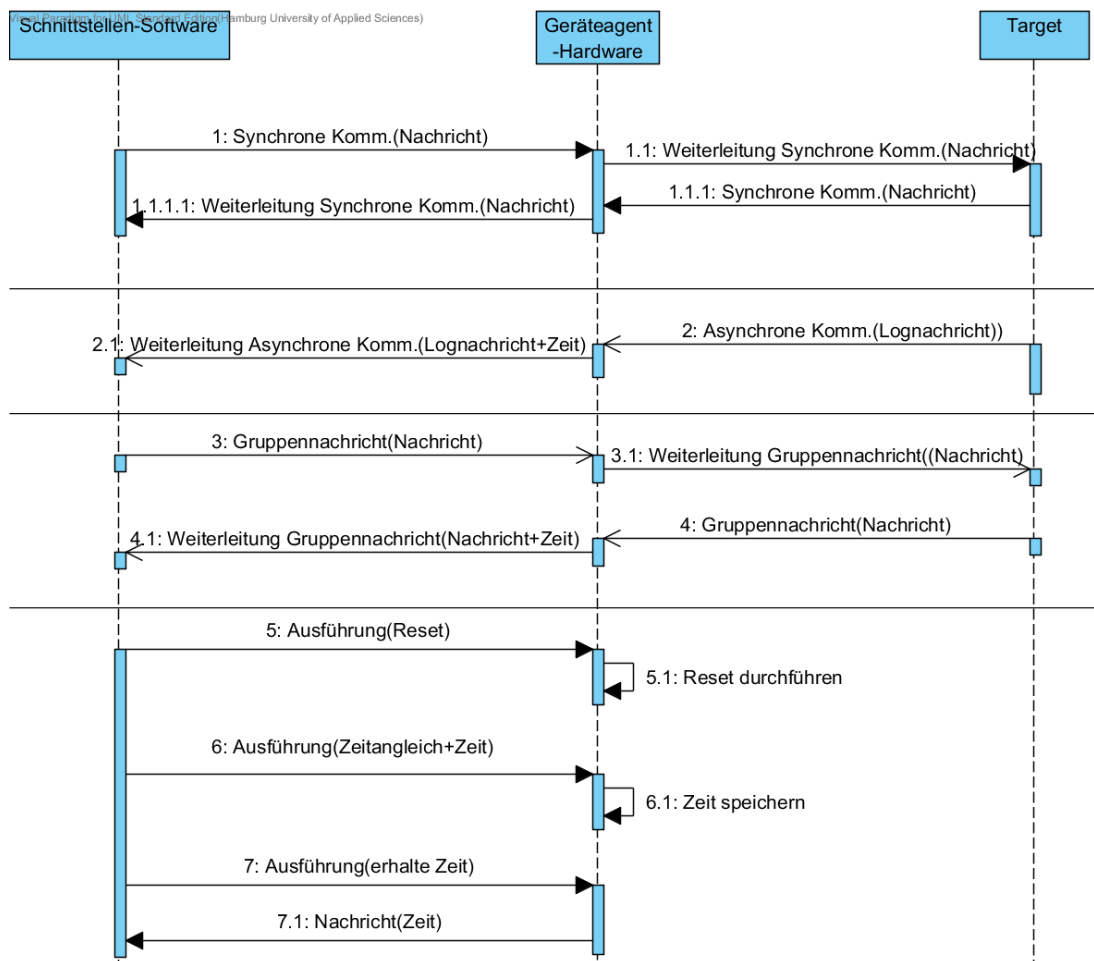 Visual Paradigm for UML Standard Edition(Hamburg University of Applied Sciences)
Schnittstellen-Software
Geräteagent
-Hardware
Target
1: Synchrone Komm.(Nachricht)
1.1: Weiterleitung Synchrone Komm.(Nachricht)
1.1.1: Synchrone Komm.(Nachricht)
1.1.1.1: Weiterleitung Synchrone Komm.(Nachricht)
2: Asynchrone Komm.(Lognachricht))
2.1: Weiterleitung Asynchrone Komm.(Lognachricht+Zeit)
3: Gruppennachricht(Nachricht)
3.1: Weiterleitung Gruppennachricht((Nachricht)
4: Gruppennachricht(Nachricht)
4.1: Weiterleitung Gruppennachricht(Nachricht+Zeit)
5: Ausführung(Reset)
5.1: Reset durchführen
6: Ausführung(Zeitangleich+Zeit)
6.1: Zeit speichern
7: Ausführung(erhalte Zeit)
7.1: Nachricht(Zeit)